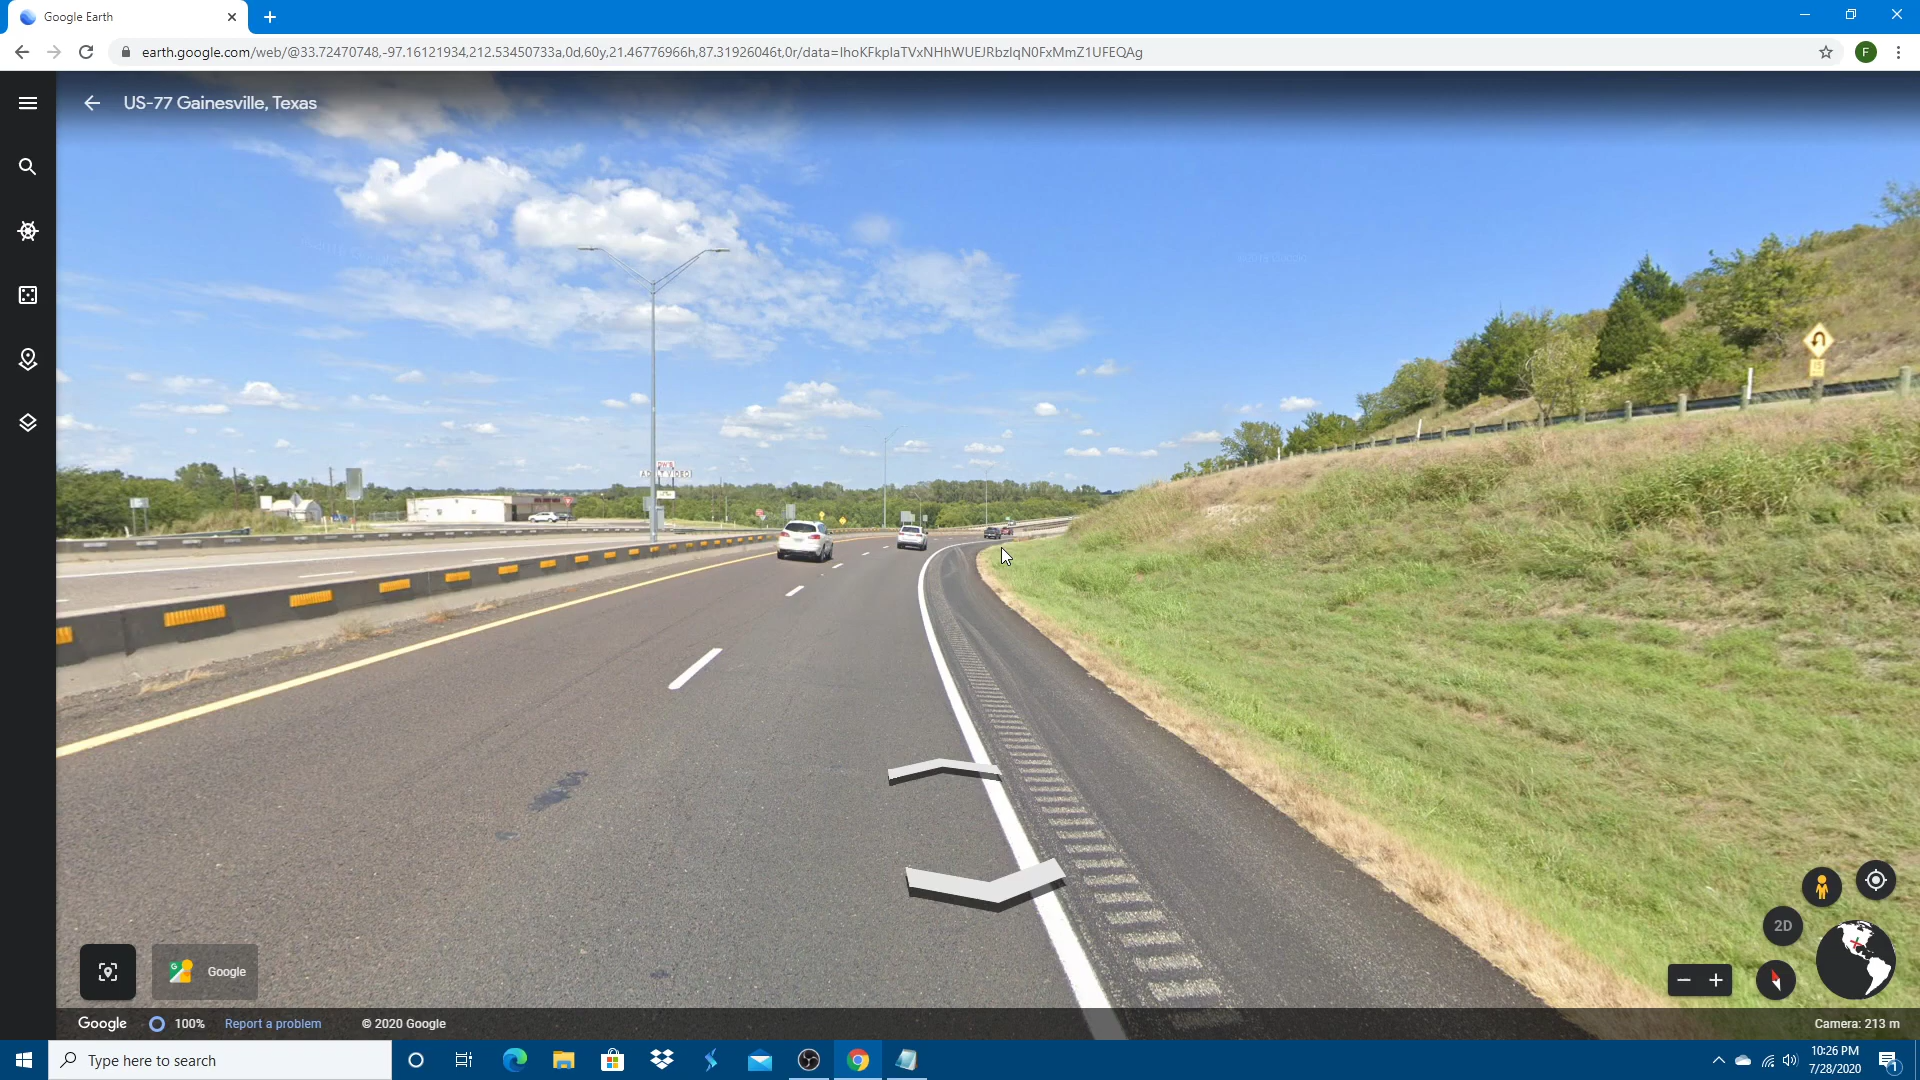 Google Earth
earth.google.com/web/@33.72470748,-97.16121934,212.53450733a,0d,60y,21.46776966h,87.31926046t,0r/data=IhoKFkplaTVxNHhWUEJRbzlqN0FxMmZ1UFEQAg
F
US-77 Gainesville, Texas
2D
Google
Google
100%
Report a problem
© 2020 Google
Camera: 213 m
Type here to search
10:26 PM
7/28/2020
1